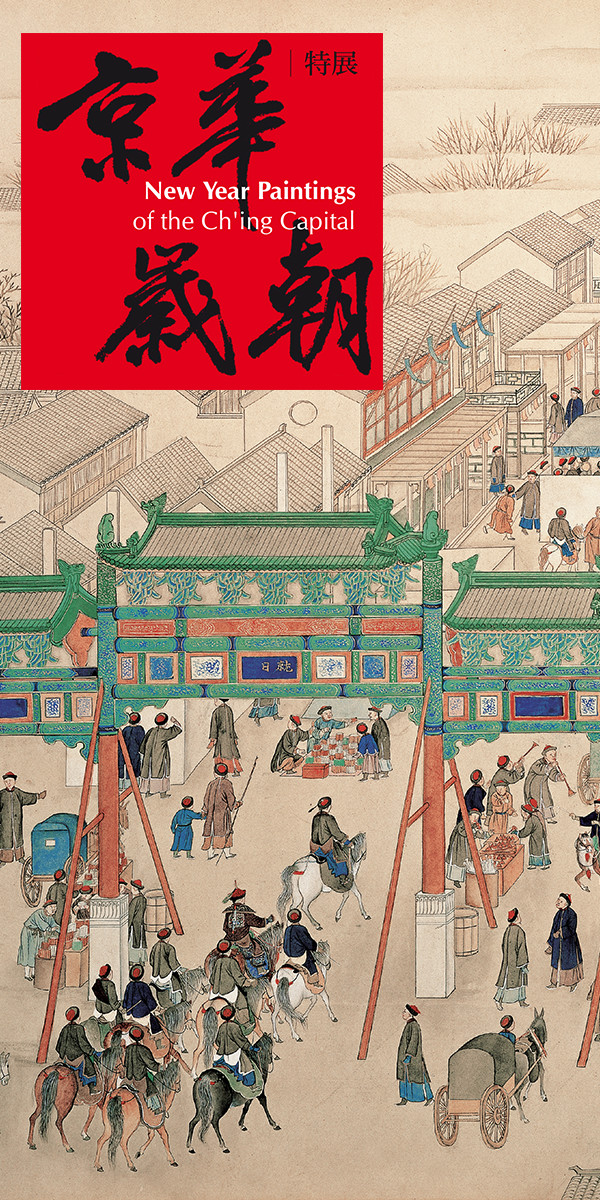 京華
特展
New Year Paintings
of the Ch'ing Capital
歲朝
就日